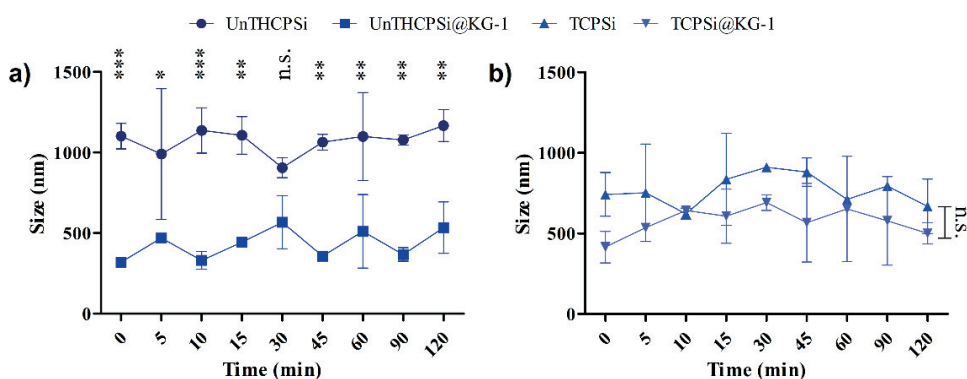 UnTHCPSi UnTHCPSi@KG-1 TCPSi TCPSi@KG-1
a)
*** * *** ** n.s. ** ** ** **
Size (nm)
1500
1000
500
0
0 5 10 15 30 45 60 90 120
Time (min)
b)
Size (nm)
1500
1000
500
0
n.s.
0 5 10 15 30 45 60 90 120
Time (min)